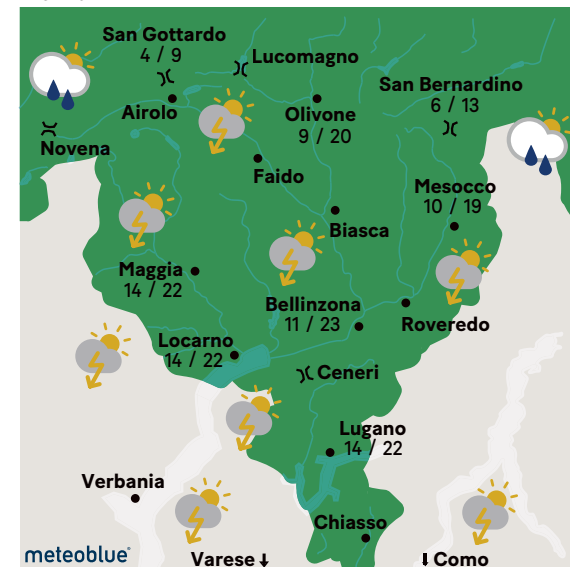 San Gottardo
4 / 9
Lucomagno
San Bernardino
6 / 13
Airolo
Olivone
9 / 20
Novena
Faido
Mesocco
10 / 19
Biasca
Maggia
14 / 22
Bellinzona
11 / 23
Roveredo
Locarno
14 / 22
Ceneri
Lugano
14 / 22
Verbania
Chiasso
meteoblue®
Varese ↓
⬇ Como